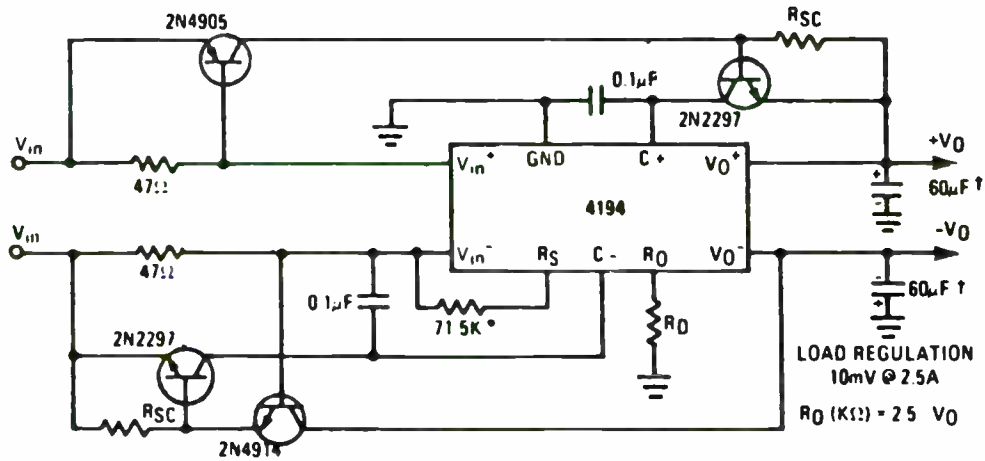 2N4905
RSC
0.1µF
2N2297
Vin
47Ω
Vin+
GND
C+
VO+
+VO
60µF †
4194
Vin
47Ω
Vin-
RS
C-
RO
VO-
-VO
60µF †
0 1µF
71 5K *
RO
2N2297
RSC
2N4914
LOAD REGULATION
10mV @ 2.5A
RO (KΩ) = 2 5 VO